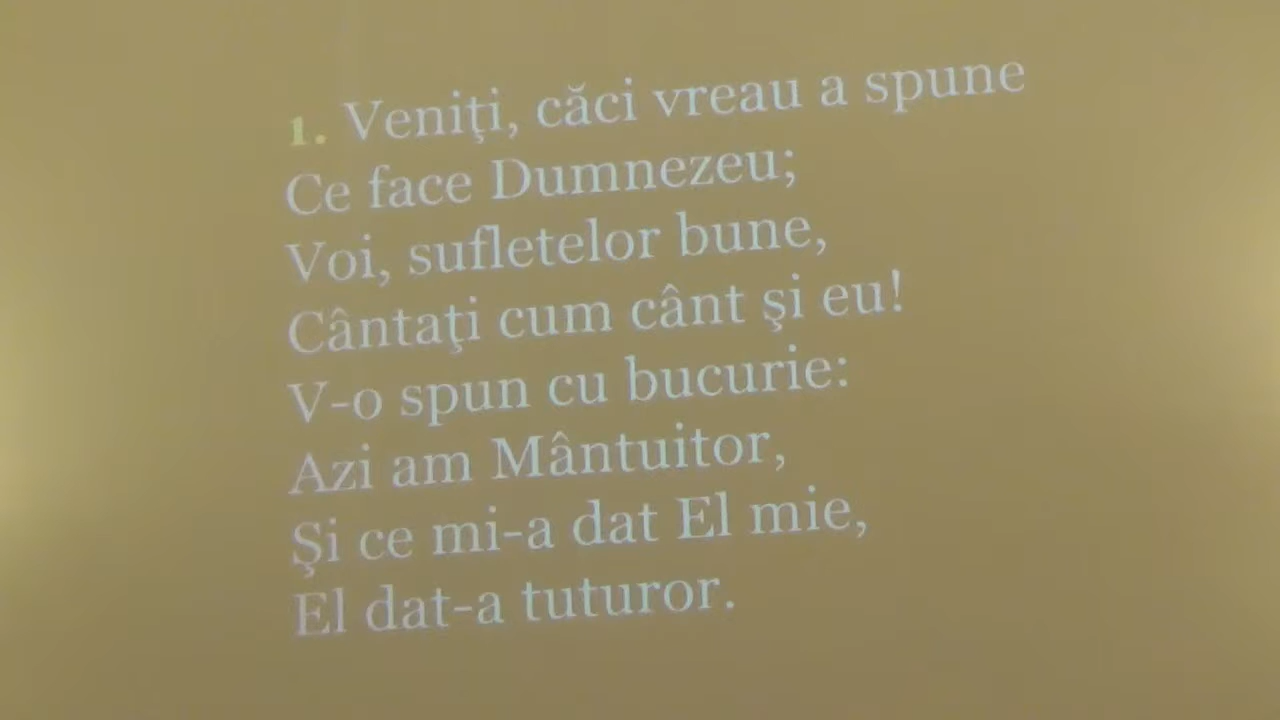 1. Veniţi, căci vreau a spune
Ce face Dumnezeu;
Voi, sufletelor bune,
Cântaţi cum cânt şi eu!
V-o spun cu bucurie:
Azi am Mântuitor,
Şi ce mi-a dat El mie,
El dat-a tuturor.